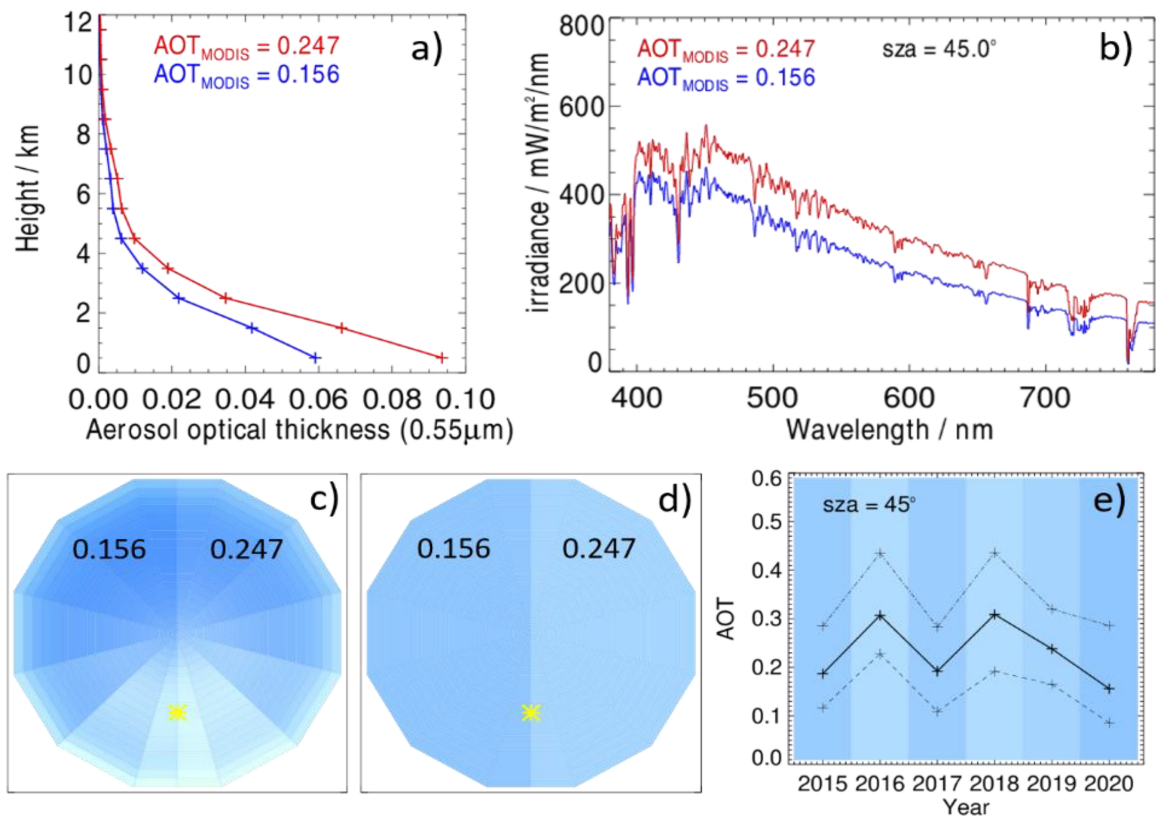 a)
AOT_MODIS = 0.247
AOT_MODIS = 0.156
12
10
8
6
4
2
0
Height / km
0.00 0.02 0.04 0.06 0.08 0.10
Aerosol optical thickness (0.55μm)
b)
AOT_MODIS = 0.247
AOT_MODIS = 0.156
sza = 45.0°
800
600
400
200
0
irradiance / mW/m²/nm
400 500 600 700
Wavelength / nm
c)
0.156 0.247
d)
0.156 0.247
e)
sza = 45°
0.6
0.5
0.4
0.3
0.2
0.1
0.0
AOT
2015 2016 2017 2018 2019 2020
Year